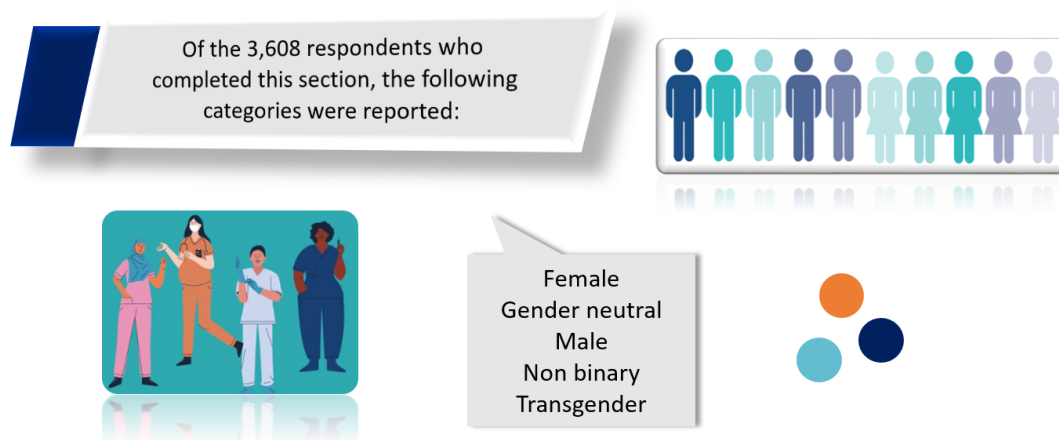 Of the 3,608 respondents who
completed this section, the following
categories were reported:
Female
Gender neutral
Male
Non binary
Transgender